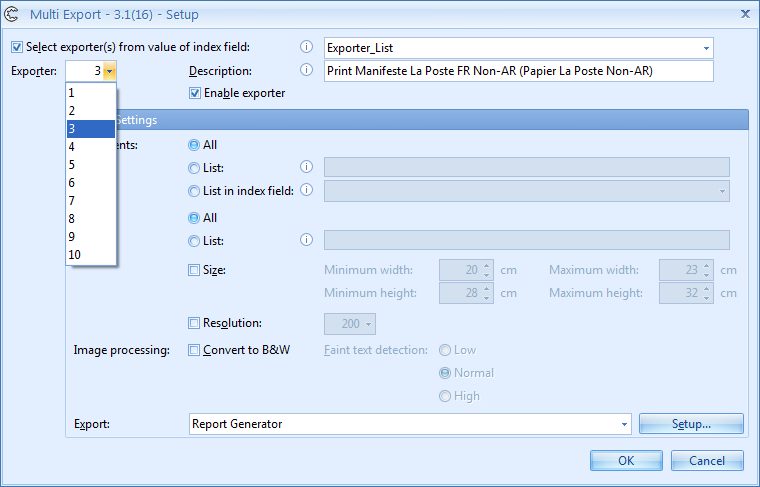 Multi Export - 3.1(16) - Setup
Select exporter(s) from value of index field: Exporter_List
Exporter: 3 Description: Print Manifeste La Poste FR Non-AR (Papier La Poste Non-AR)
1 Enable exporter
2
3 Settings
4 ents: All
5 List:
6 List in index field:
7
8 All
9 List:
10
Size: Minimum width: 20 cm Maximum width: 23 cm
Minimum height: 28 cm Maximum height: 32 cm
Resolution: 200
Image processing: Convert to B&W Faint text detection: Low
Normal
High
Export: Report Generator Setup...
OK Cancel